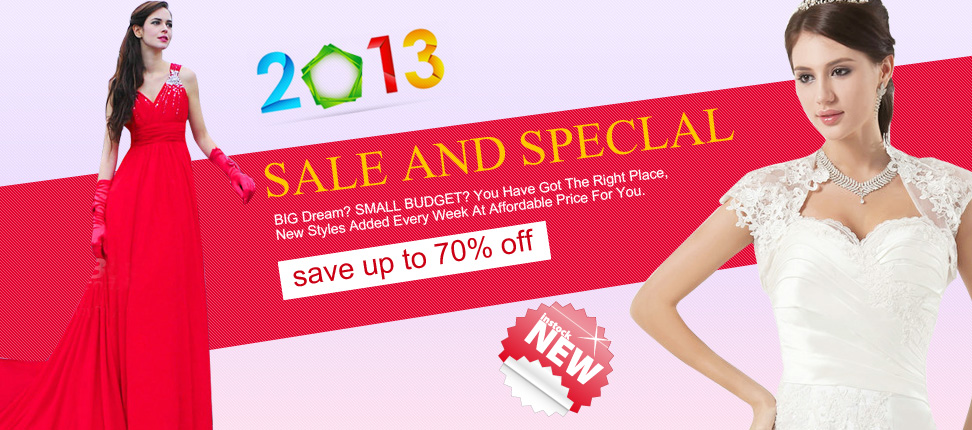 2013
SALE AND SPECLAL
BIG Dream? SMALL BUDGET? You Have Got The Right Place,
New Styles Added Every Week At Affordable Price For You.
save up to 70% off
Instock
NEW